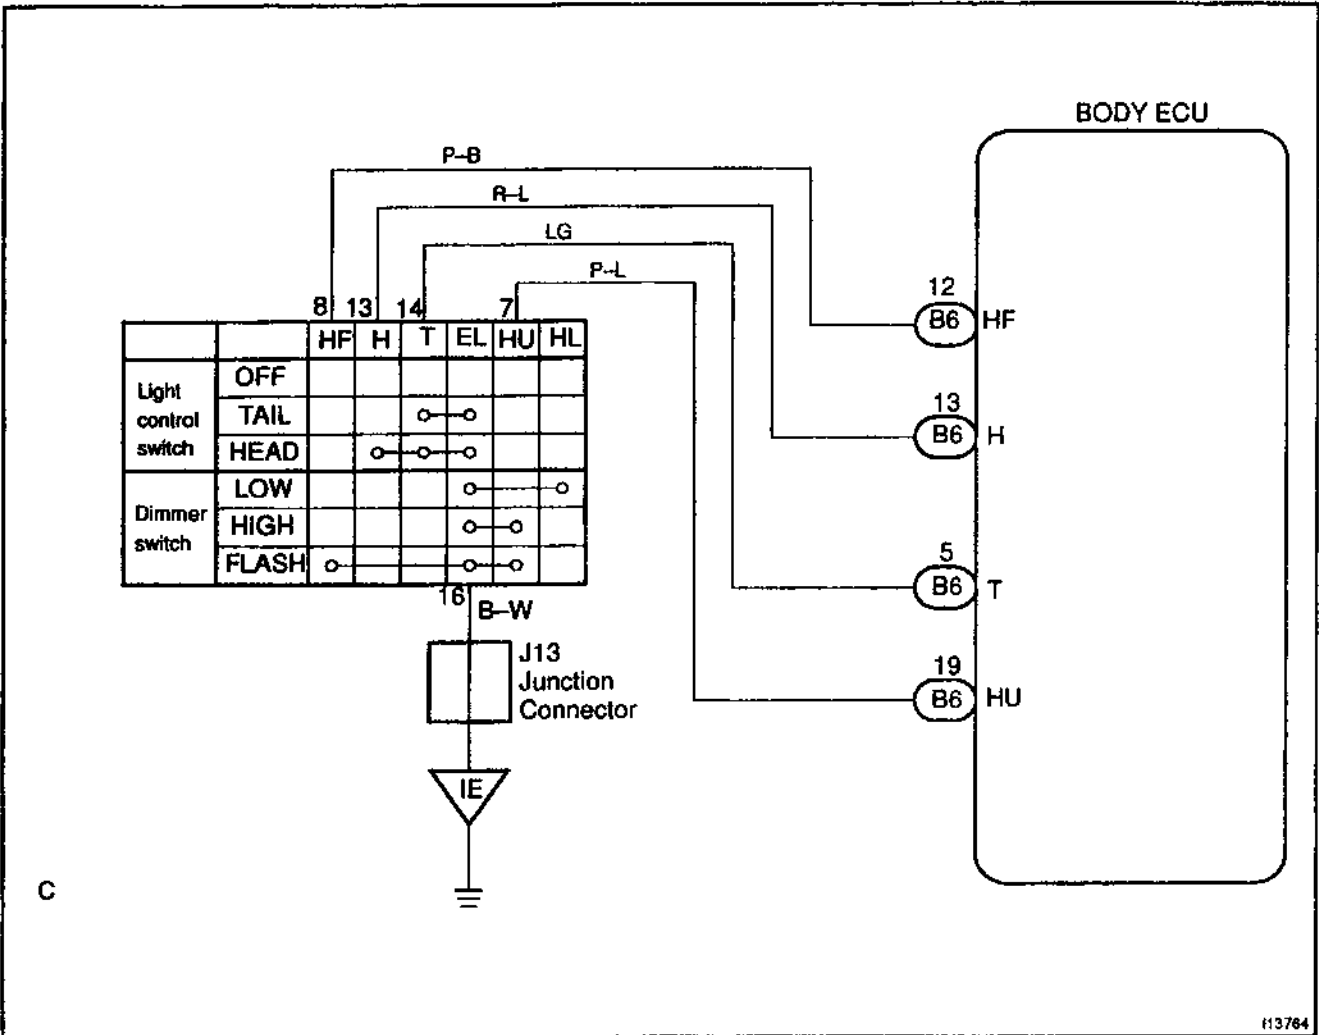 BODY ECU
P-B
R-L
LG
P-L
8 13 14 7
HF H T EL HU HL
Light control switch
OFF
TAIL
HEAD
Dimmer switch
LOW
HIGH
FLASH
16
B-W
J13
Junction
Connector
IE
12
B6 HF
13
B6 H
5
B6 T
19
B6 HU
C
I13764